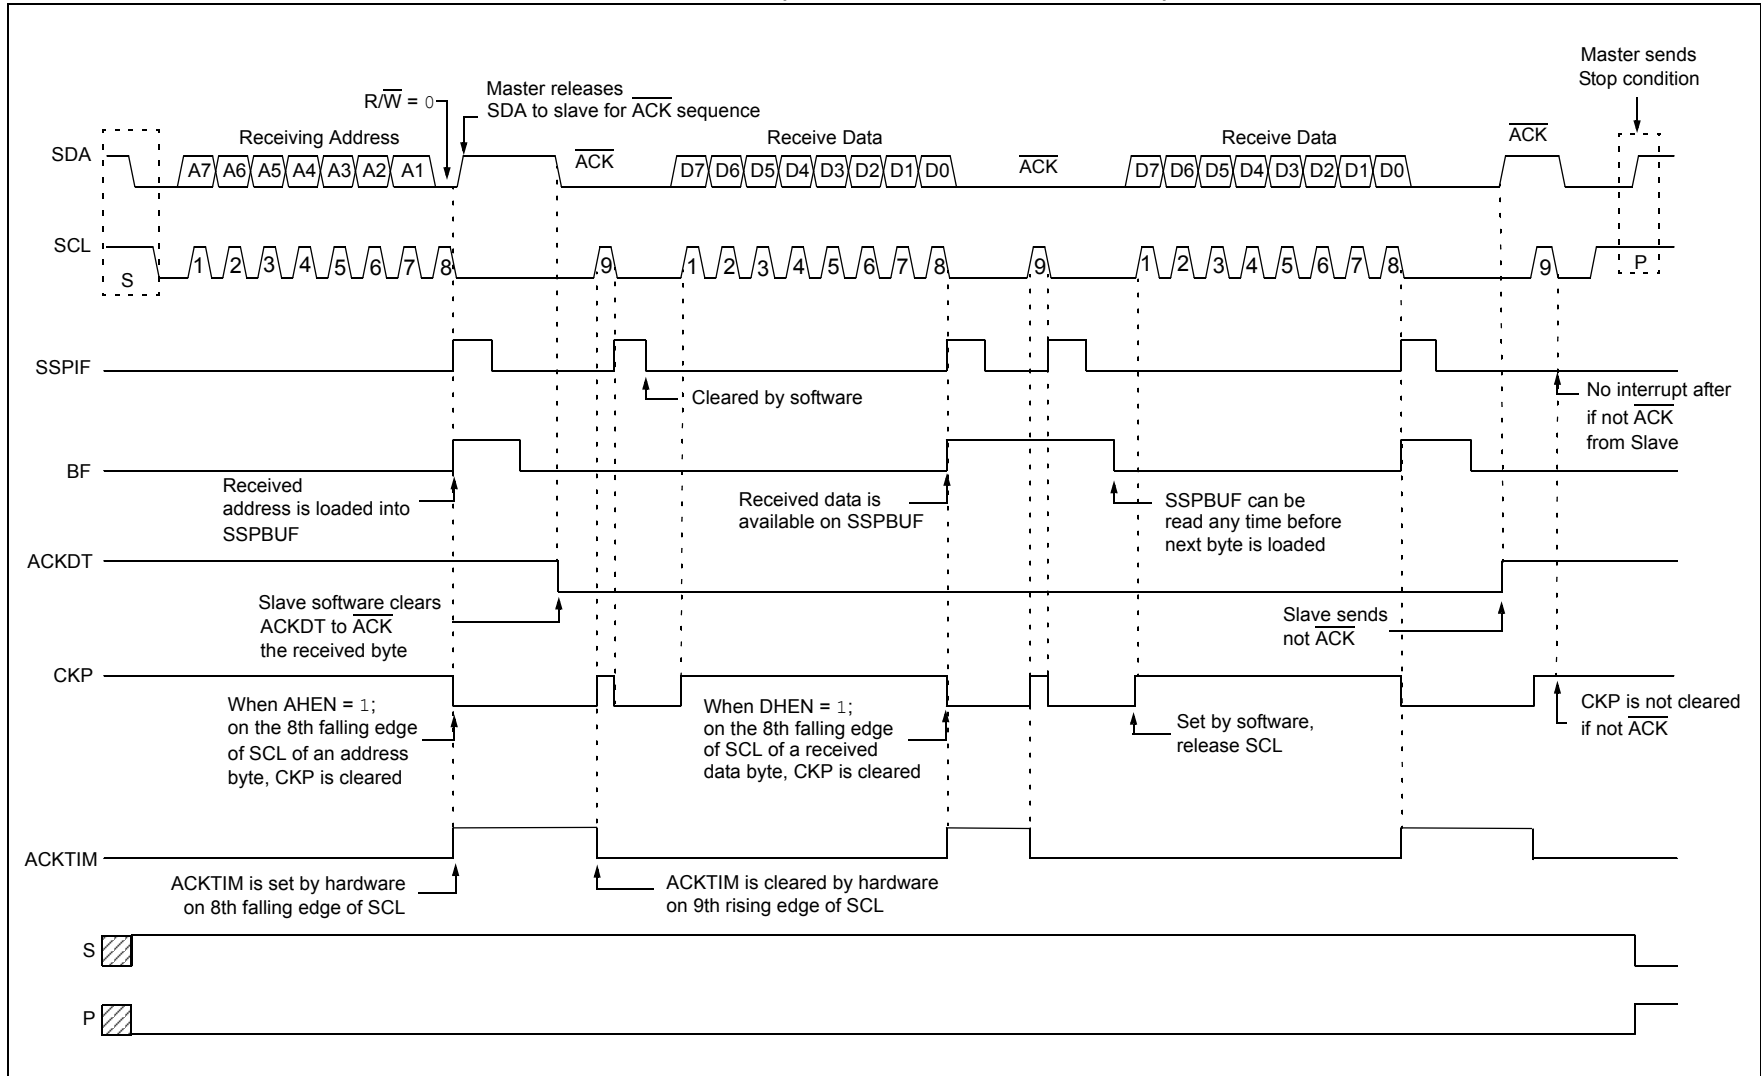 Master sends
Stop condition
Master releases
SDA to slave for ACK sequence
R/W = 0
Receiving Address
Receive Data
Receive Data
ACK
SDA
A7 A6 A5 A4 A3 A2 A1
ACK
D7 D6 D5 D4 D3 D2 D1 D0
ACK
D7 D6 D5 D4 D3 D2 D1 D0
SCL
S
1 2 3 4 5 6 7 8 9
1 2 3 4 5 6 7 8 9
1 2 3 4 5 6 7 8 9
P
SSPIF
Cleared by software
No interrupt after
if not ACK
from Slave
BF
Received
address is loaded into
SSPBUF
Received data is
available on SSPBUF
SSPBUF can be
read any time before
next byte is loaded
ACKDT
Slave software clears
ACKDT to ACK
the received byte
Slave sends
not ACK
CKP
When AHEN = 1;
on the 8th falling edge
of SCL of an address
byte, CKP is cleared
When DHEN = 1;
on the 8th falling edge
of SCL of a received
data byte, CKP is cleared
Set by software,
release SCL
CKP is not cleared
if not ACK
ACKTIM
ACKTIM is set by hardware
on 8th falling edge of SCL
ACKTIM is cleared by hardware
on 9th rising edge of SCL
S
P